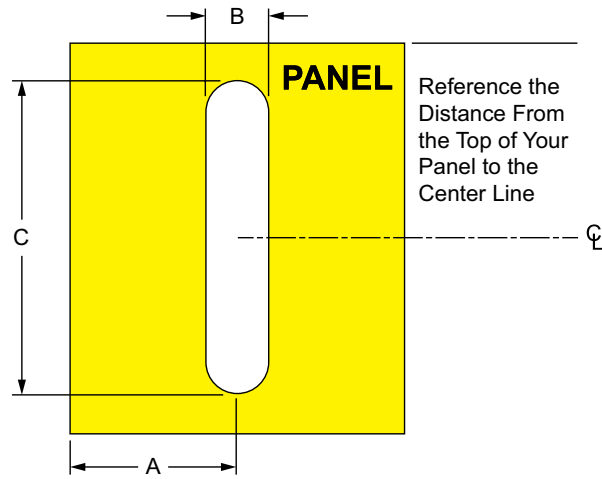 B
PANEL
Reference the
Distance From
the Top of Your
Panel to the
Center Line
C
℄
A